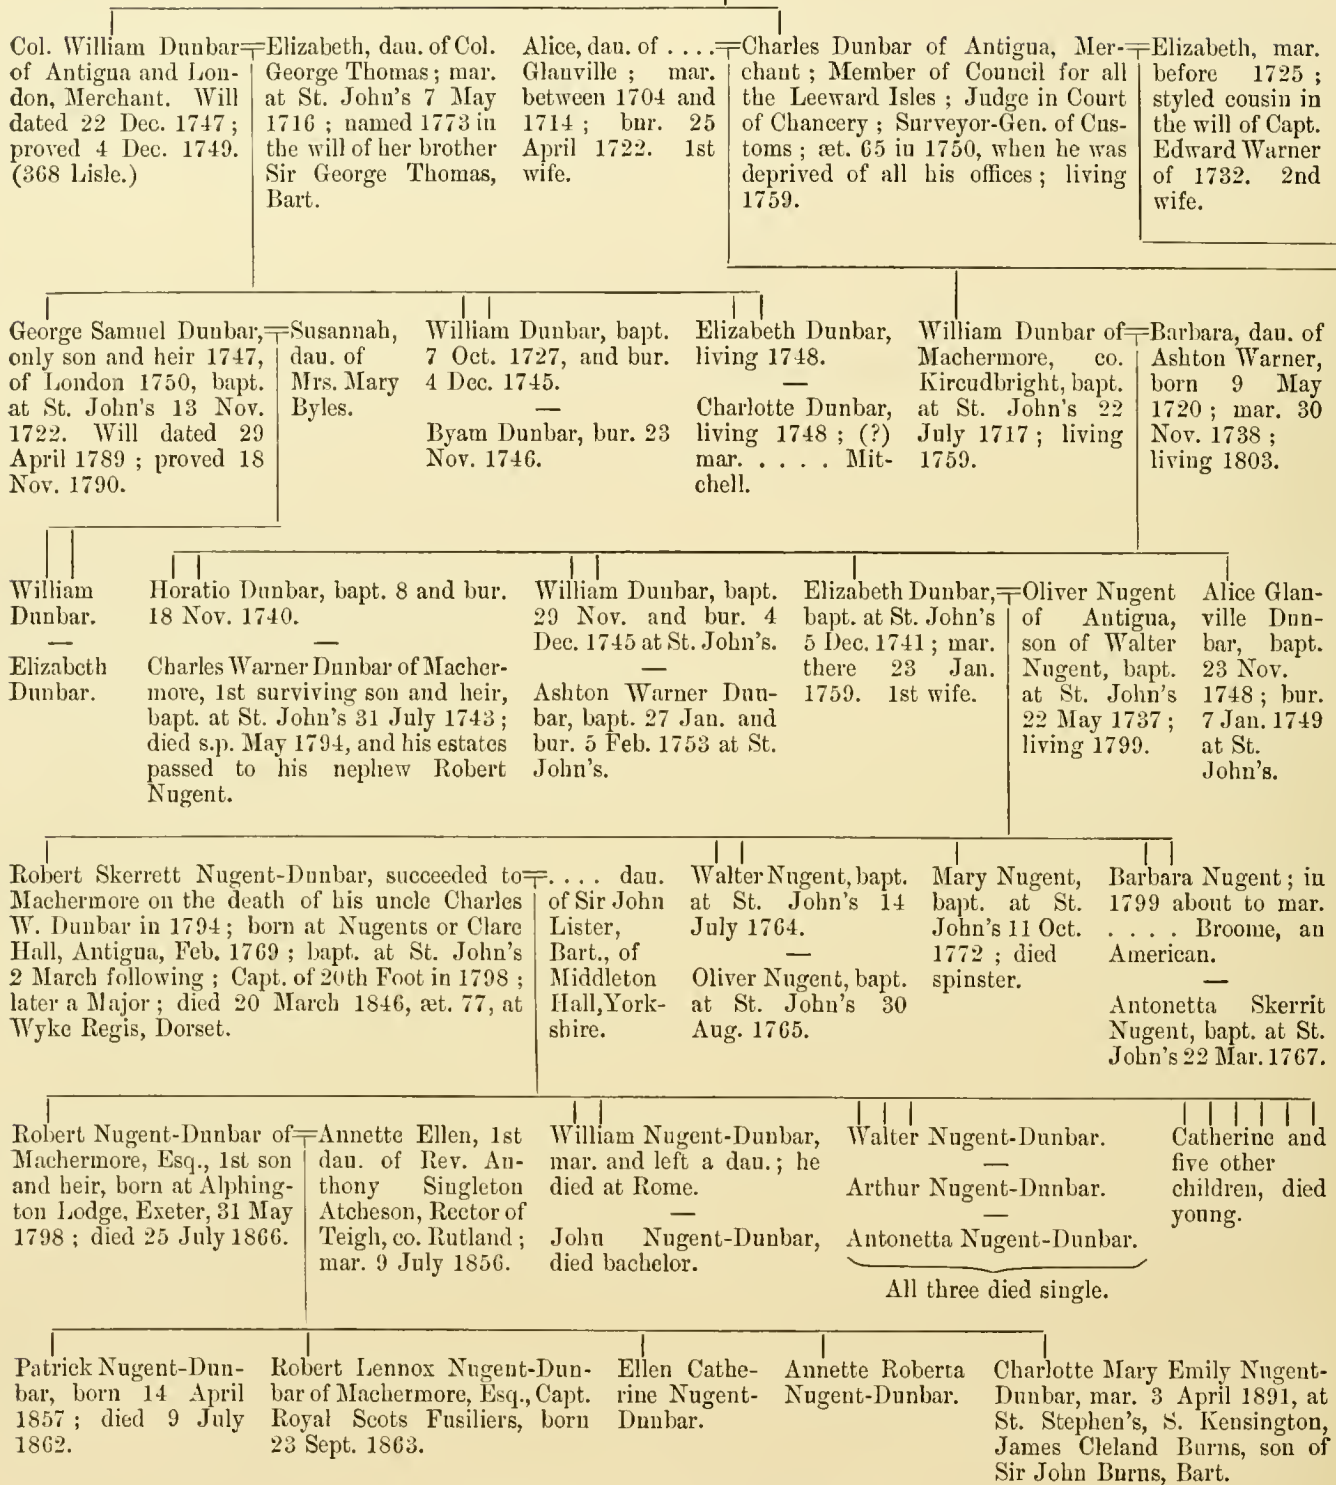 Col. William Dunbar
of Antigua and Lon-
don, Merchant. Will
dated 22 Dec. 1747;
proved 4 Dec. 1749.
(368 Lisle.)
Elizabeth, dau. of Col.
George Thomas; mar.
at St. John's 7 May
1716; named 1773 in
the will of her brother
Sir George Thomas,
Bart.
Alice, dau. of ....
Glanville; mar.
between 1704 and
1714; bur. 25
April 1722. 1st
wife.
Charles Dunbar of Antigua, Mer-
chant; Member of Council for all
the Leeward Isles; Judge in Court
of Chancery; Surveyor-Gen. of Cus-
toms; æt. 65 in 1750, when he was
deprived of all his offices; living
1759.
Elizabeth, mar.
before 1725;
styled cousin in
the will of Capt.
Edward Warner
of 1732. 2nd
wife.
George Samuel Dunbar,
only son and heir 1747,
of London 1750, bapt.
at St. John's 13 Nov.
1722. Will dated 29
April 1789; proved 18
Nov. 1790.
Susannah,
dau. of
Mrs. Mary
Byles.
William Dunbar, bapt.
7 Oct. 1727, and bur.
4 Dec. 1745.
—
Byam Dunbar, bur. 23
Nov. 1746.
Elizabeth Dunbar,
living 1748.
—
Charlotte Dunbar,
living 1748; (?)
mar. .... Mit-
chell.
William Dunbar of
Machermore, co.
Kircudbright, bapt.
at St. John's 22
July 1717; living
1759.
Barbara, dau. of
Ashton Warner,
born 9 May
1720; mar. 30
Nov. 1738;
living 1803.
William
Dunbar.
—
Elizabeth
Dunbar.
Horatio Dunbar, bapt. 8 and bur.
18 Nov. 1740.
—
Charles Warner Dunbar of Macher-
more, 1st surviving son and heir,
bapt. at St. John's 31 July 1743;
died s.p. May 1794, and his estates
passed to his nephew Robert
Nugent.
William Dunbar, bapt.
29 Nov. and bur. 4
Dec. 1745 at St. John's.
—
Ashton Warner Dun-
bar, bapt. 27 Jan. and
bur. 5 Feb. 1753 at St.
John's.
Elizabeth Dunbar,
bapt. at St. John's
5 Dec. 1741; mar.
there 23 Jan.
1759. 1st wife.
Oliver Nugent
of Antigua,
son of Walter
Nugent, bapt.
at St. John's
22 May 1737;
living 1799.
Alice Glan-
ville Dun-
bar, bapt.
23 Nov.
1748; bur.
7 Jan. 1749
at St.
John's.
Robert Skerrett Nugent-Dunbar, succeeded to
Machermore on the death of his uncle Charles
W. Dunbar in 1794; born at Nugents or Clare
Hall, Antigua, Feb. 1769; bapt. at St. John's
2 March following; Capt. of 20th Foot in 1798;
later a Major; died 20 March 1846, æt. 77, at
Wyke Regis, Dorset.
.... dau.
of Sir John
Lister,
Bart., of
Middleton
Hall, York-
shire.
Walter Nugent, bapt.
at St. John's 14
July 1764.
—
Oliver Nugent, bapt.
at St. John's 30
Aug. 1765.
Mary Nugent,
bapt. at St.
John's 11 Oct.
1772; died
spinster.
Barbara Nugent; in
1799 about to mar.
.... Broome, an
American.
—
Antonetta Skerrit
Nugent, bapt. at St.
John's 22 Mar. 1767.
Robert Nugent-Dunbar of
Machermore, Esq., 1st son
and heir, born at Alphing-
ton Lodge, Exeter, 31 May
1798; died 25 July 1866.
Annette Ellen, 1st
dau. of Rev. An-
thony Singleton
Atcheson, Rector of
Teigh, co. Rutland;
mar. 9 July 1856.
William Nugent-Dunbar,
mar. and left a dau.; he
died at Rome.
—
John Nugent-Dunbar,
died bachelor.
Walter Nugent-Dunbar.
—
Arthur Nugent-Dunbar.
—
Antonetta Nugent-Dunbar.
All three died single.
Catherine and
five other
children, died
young.
Patrick Nugent-Dun-
bar, born 14 April
1857; died 9 July
1862.
Robert Lennox Nugent-Dun-
bar of Machermore, Esq., Capt.
Royal Scots Fusiliers, born
23 Sept. 1863.
Ellen Cathe-
rine Nugent-
Dunbar.
Annette Roberta
Nugent-Dunbar.
Charlotte Mary Emily Nugent-
Dunbar, mar. 3 April 1891, at
St. Stephen's, S. Kensington,
James Cleland Burns, son of
Sir John Burns, Bart.